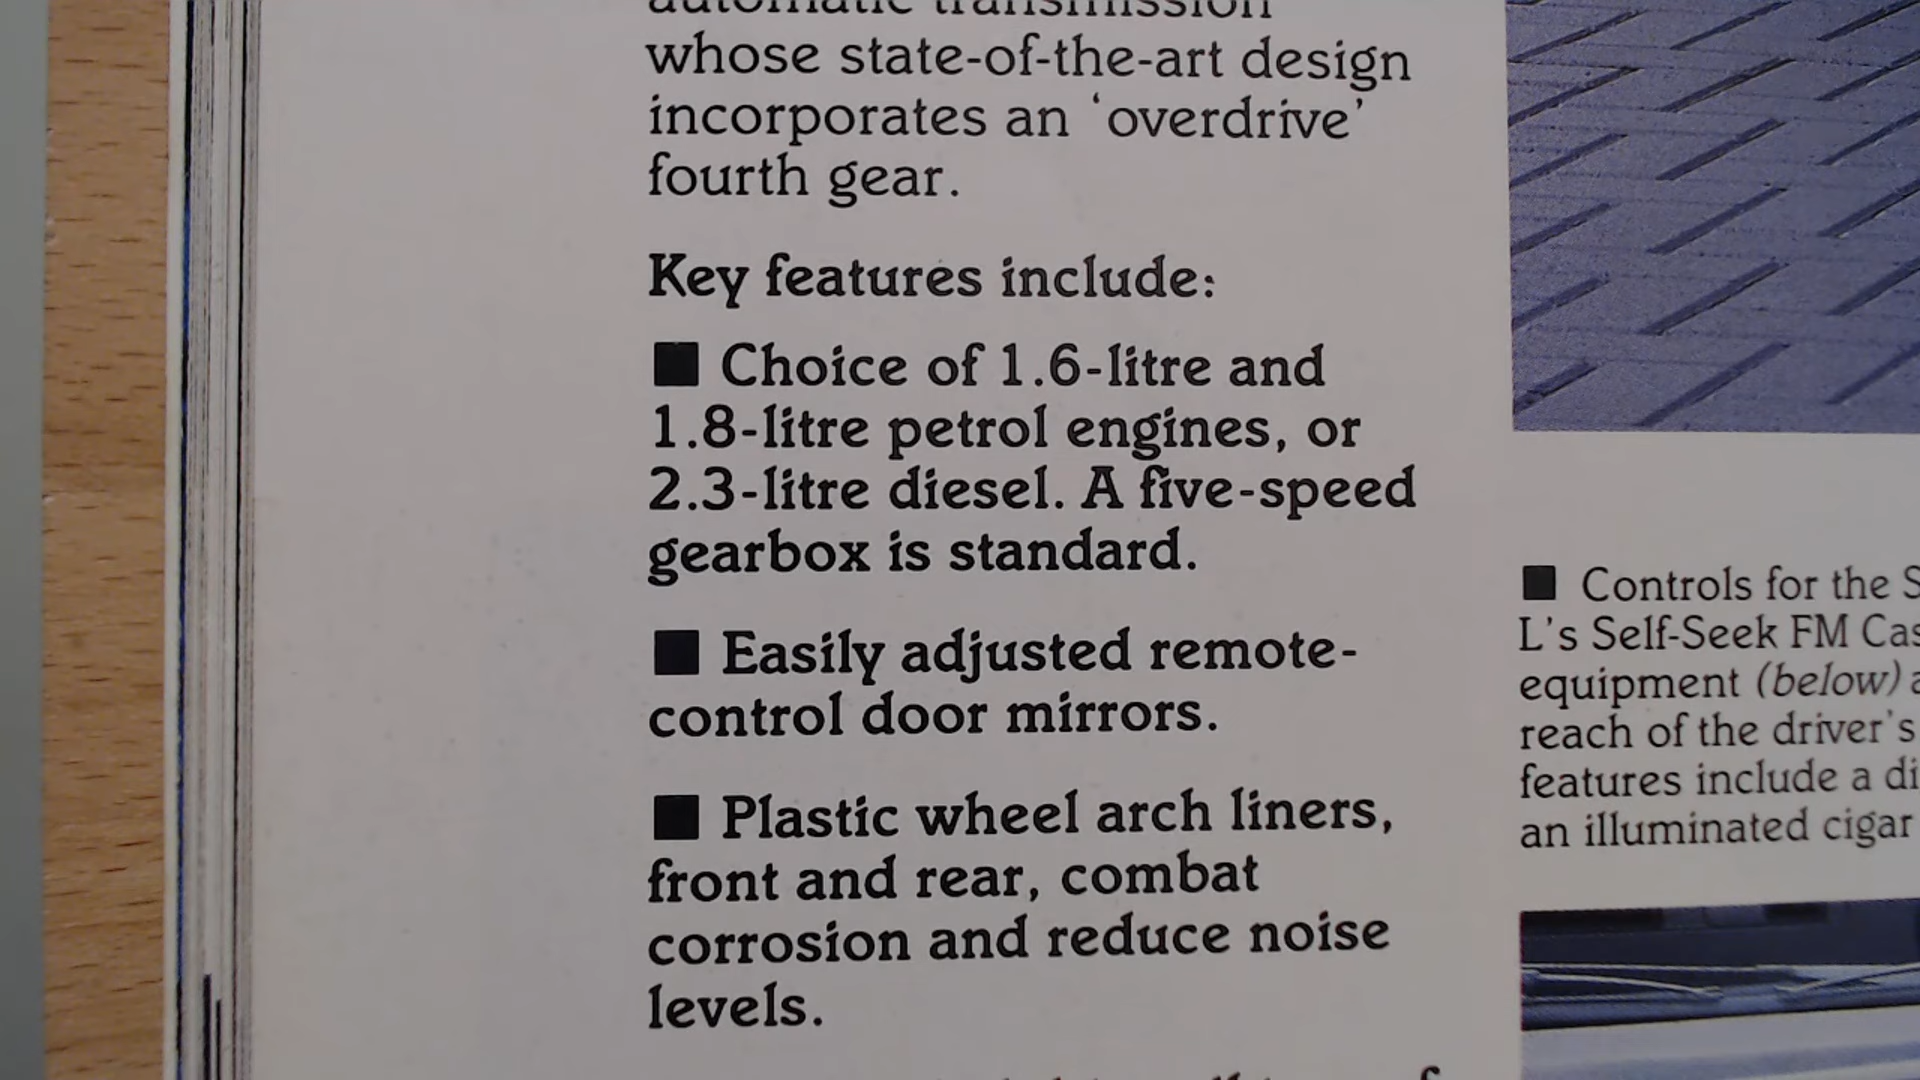 automatic transmission
whose state-of-the-art design
incorporates an ‘overdrive’
fourth gear.
Key features include:
■ Choice of 1.6-litre and
1.8-litre petrol engines, or
2.3-litre diesel. A five-speed
gearbox is standard.
■ Easily adjusted remote-
control door mirrors.
■ Plastic wheel arch liners,
front and rear, combat
corrosion and reduce noise
levels.
■ Controls for the
L's Self-Seek FM
equipment (below)
reach of the driver's
features include a
an illuminated cigar